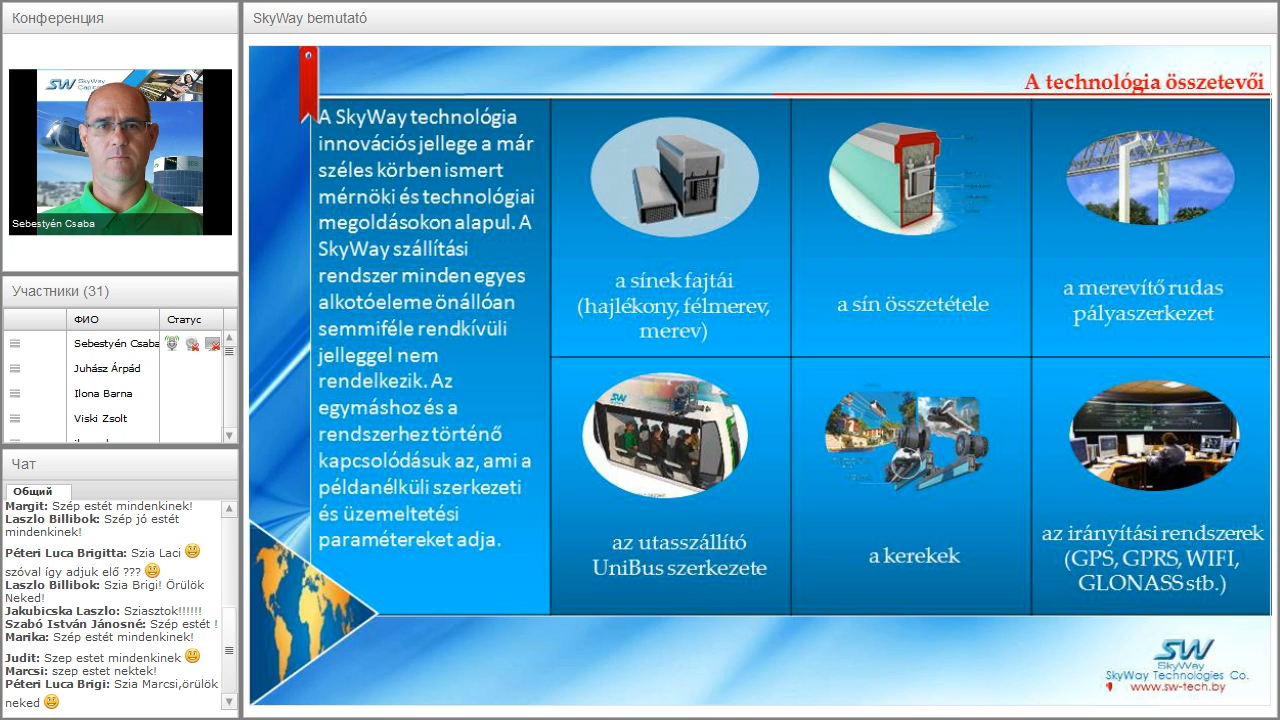 Конференция
SkyWay
Sebestyén Csaba
Участники (31)
ФИО
Статус
Sebestyén Csaba
Juhász Árpád
Ilona Barna
Viski Zsolt
Чат
Общий
Margit: Szép estét mindenkinek!
Laszlo Billibok: Szép jó estét
mindenkinek!
Péteri Luca Brigitta: Szia Laci
szóval így adjuk elő ???
Laszlo Billibok: Szia Brigi! Örülök
Neked!
Jakubicska Laszlo: Sziasztok!!!!!!
Szabó István Jánosné: Szép estét !
Marika: Szép estét mindenkinek!
Judit: Szep estet mindenkinek
Marcsi: szep estet nektek!
Péteri Luca Brigi: Szia Marcsi,örülök
neked
SkyWay bemutató
A technológia összetevői
A SkyWay technológia
innovációs jellege a már
széles körben ismert
mérnöki és technológiai
megoldásokon alapul. A
SkyWay szállítási
rendszer minden egyes
alkotóeleme önállóan
semmiféle rendkívüli
jelleggel nem
rendelkezik. Az
egymáshoz és a
rendszerhez történő
kapcsolódásuk az, ami a
példanélküli szerkezeti
és üzemeltetési
paramétereket adja.
a sínek fajtái
(hajlékony, félmerev,
merev)
a sín összetétele
a merevítő rudas
pályaszerkezet
az utasszállító
UniBus szerkezete
a kerekek
az irányítási rendszerek
(GPS, GPRS, WIFI,
GLONASS stb.)
SW
SkyWay
SkyWay Technologies Co.
www.sw-tech.by